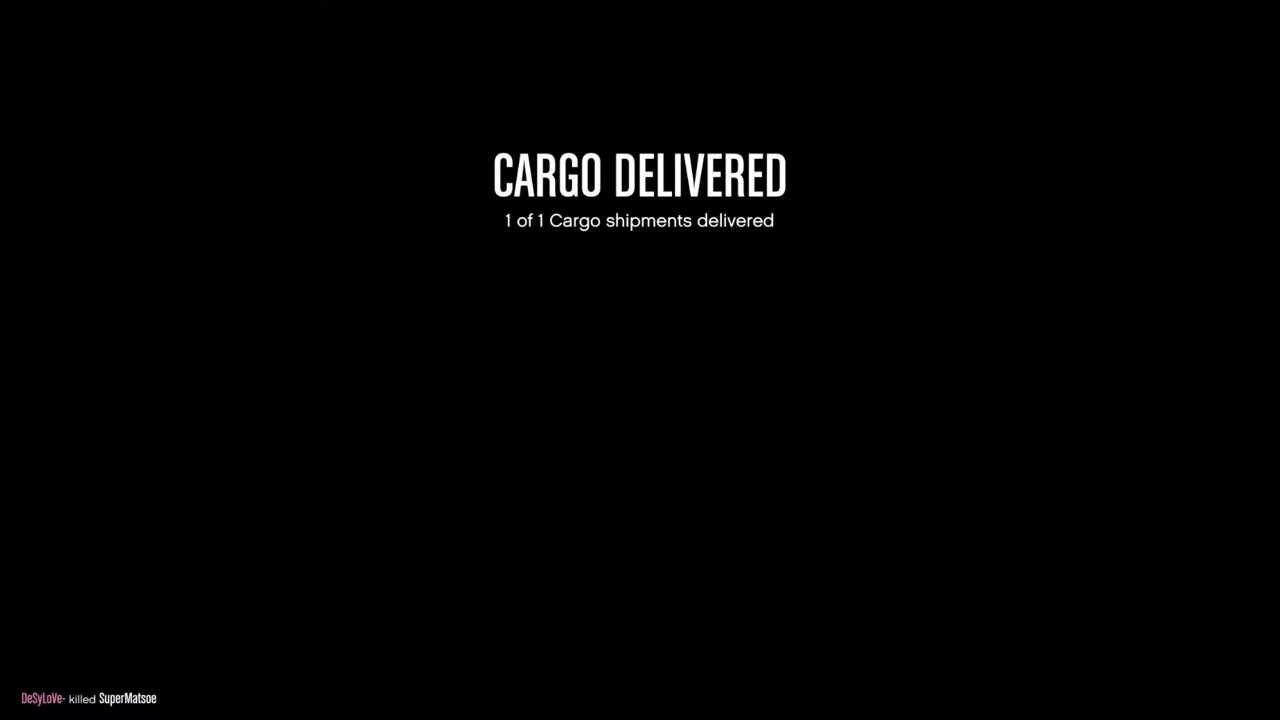 CARGO DELIVERED
1 of 1 Cargo shipments delivered
DeSyLoVe- killed SuperMatsoe